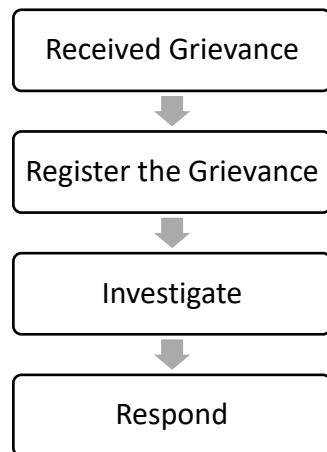 Received Grievance
Register the Grievance
Investigate
Respond